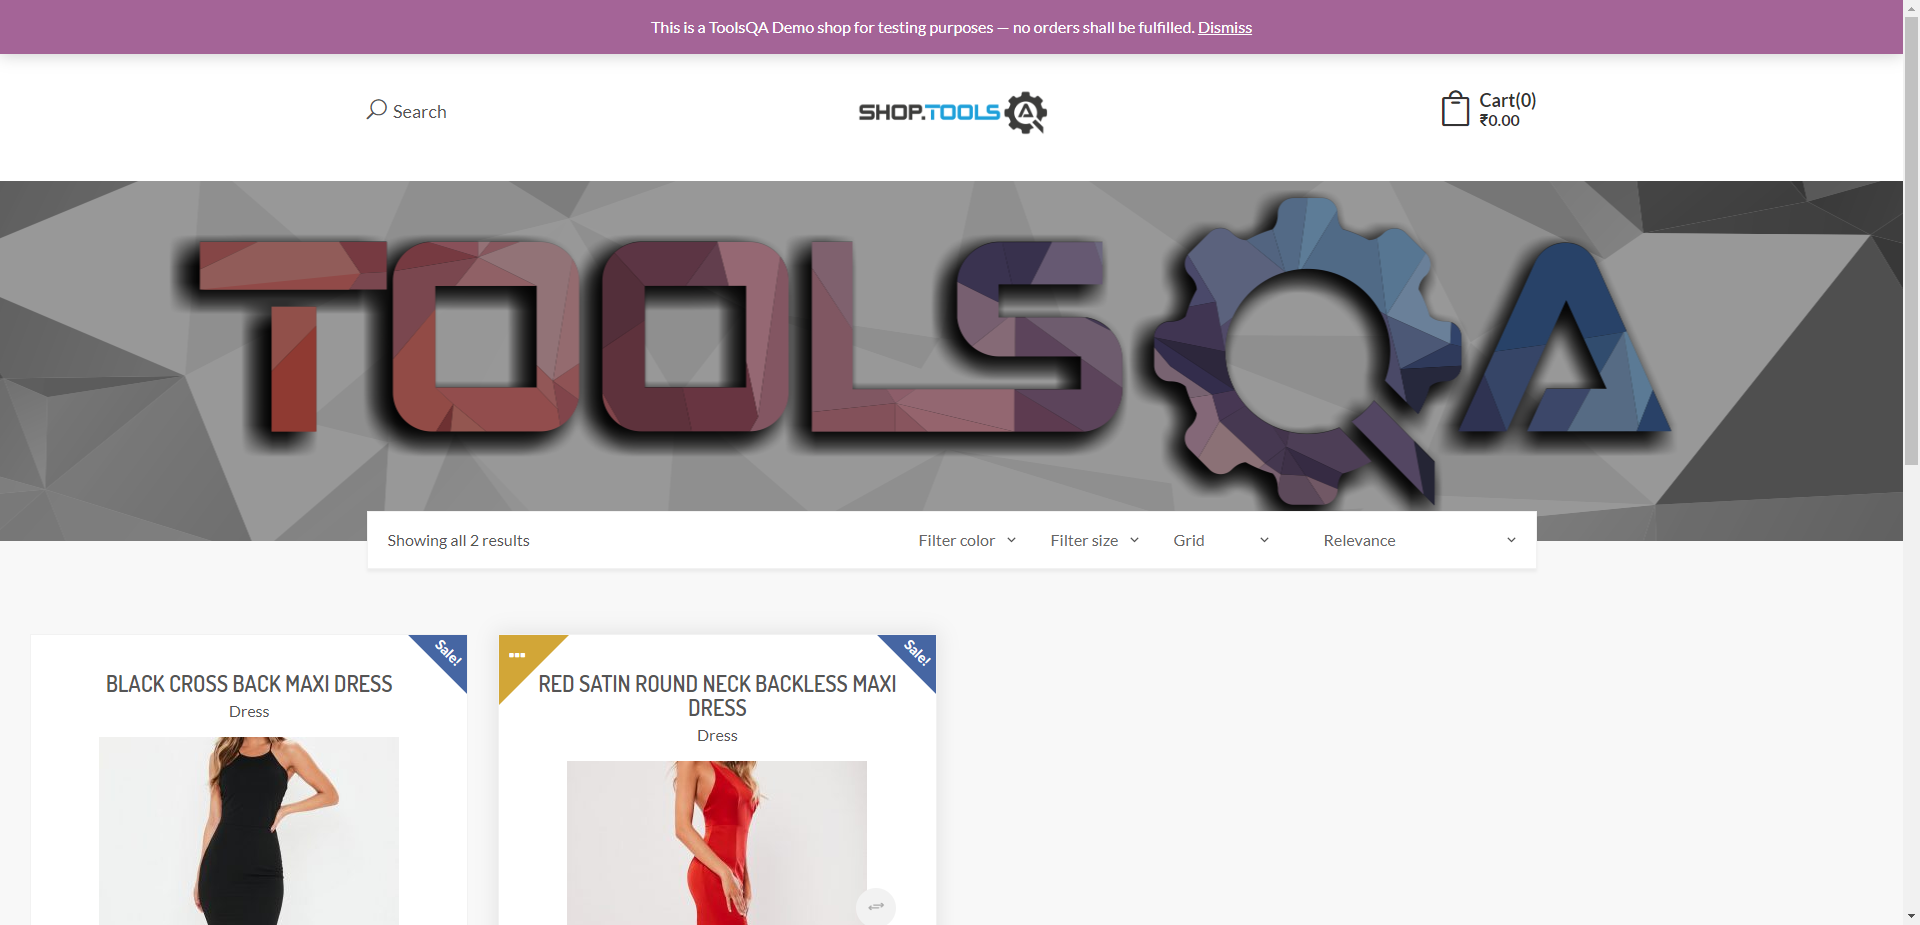 This is a ToolsQA Demo shop for testing purposes — no orders shall be fulfilled. Dismiss
Search
SHOP.TOOLSQA
Cart(0)
₹0.00
TOOLSQA
Showing all 2 results
Filter color
Filter size
Grid
Relevance
Sale!
BLACK CROSS BACK MAXI DRESS
Dress
Sale!
RED SATIN ROUND NECK BACKLESS MAXI
DRESS
Dress